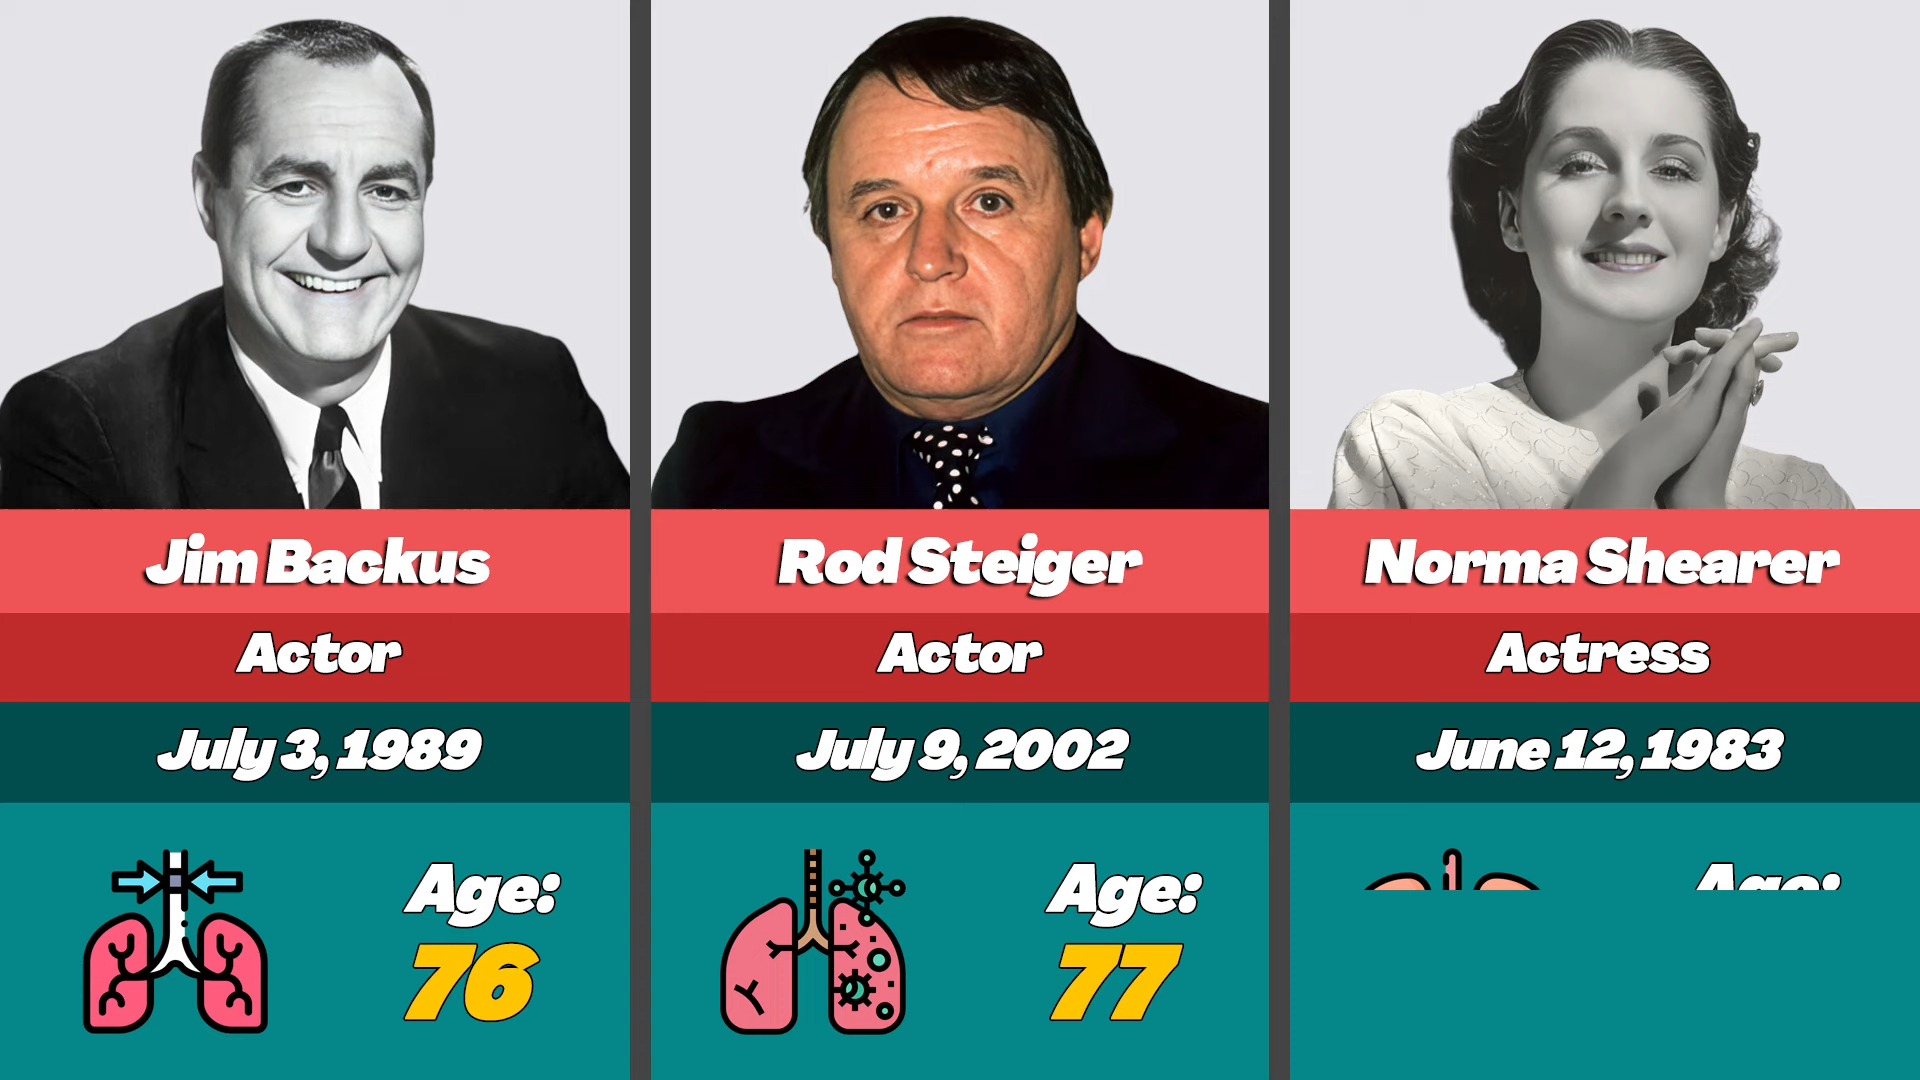 Jim Backus
Actor
July 3, 1989
Age:
76
Rod Steiger
Actor
July 9, 2002
Age:
77
Norma Shearer
Actress
June 12, 1983
Age: